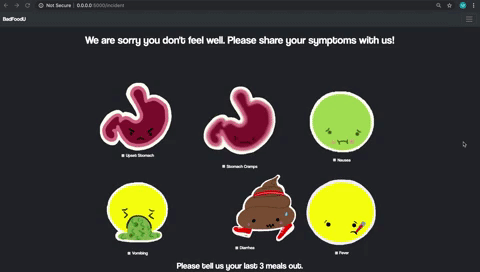 Not Secure | 0.0.0.0:5000/incident
BadFoodU
We are sorry you don't feel well. Please share your symptoms with us!
Upset Stomach
Stomach Cramps
Nausea
Vomiting
Diarrhea
Fever
Please tell us your last 3 meals out.